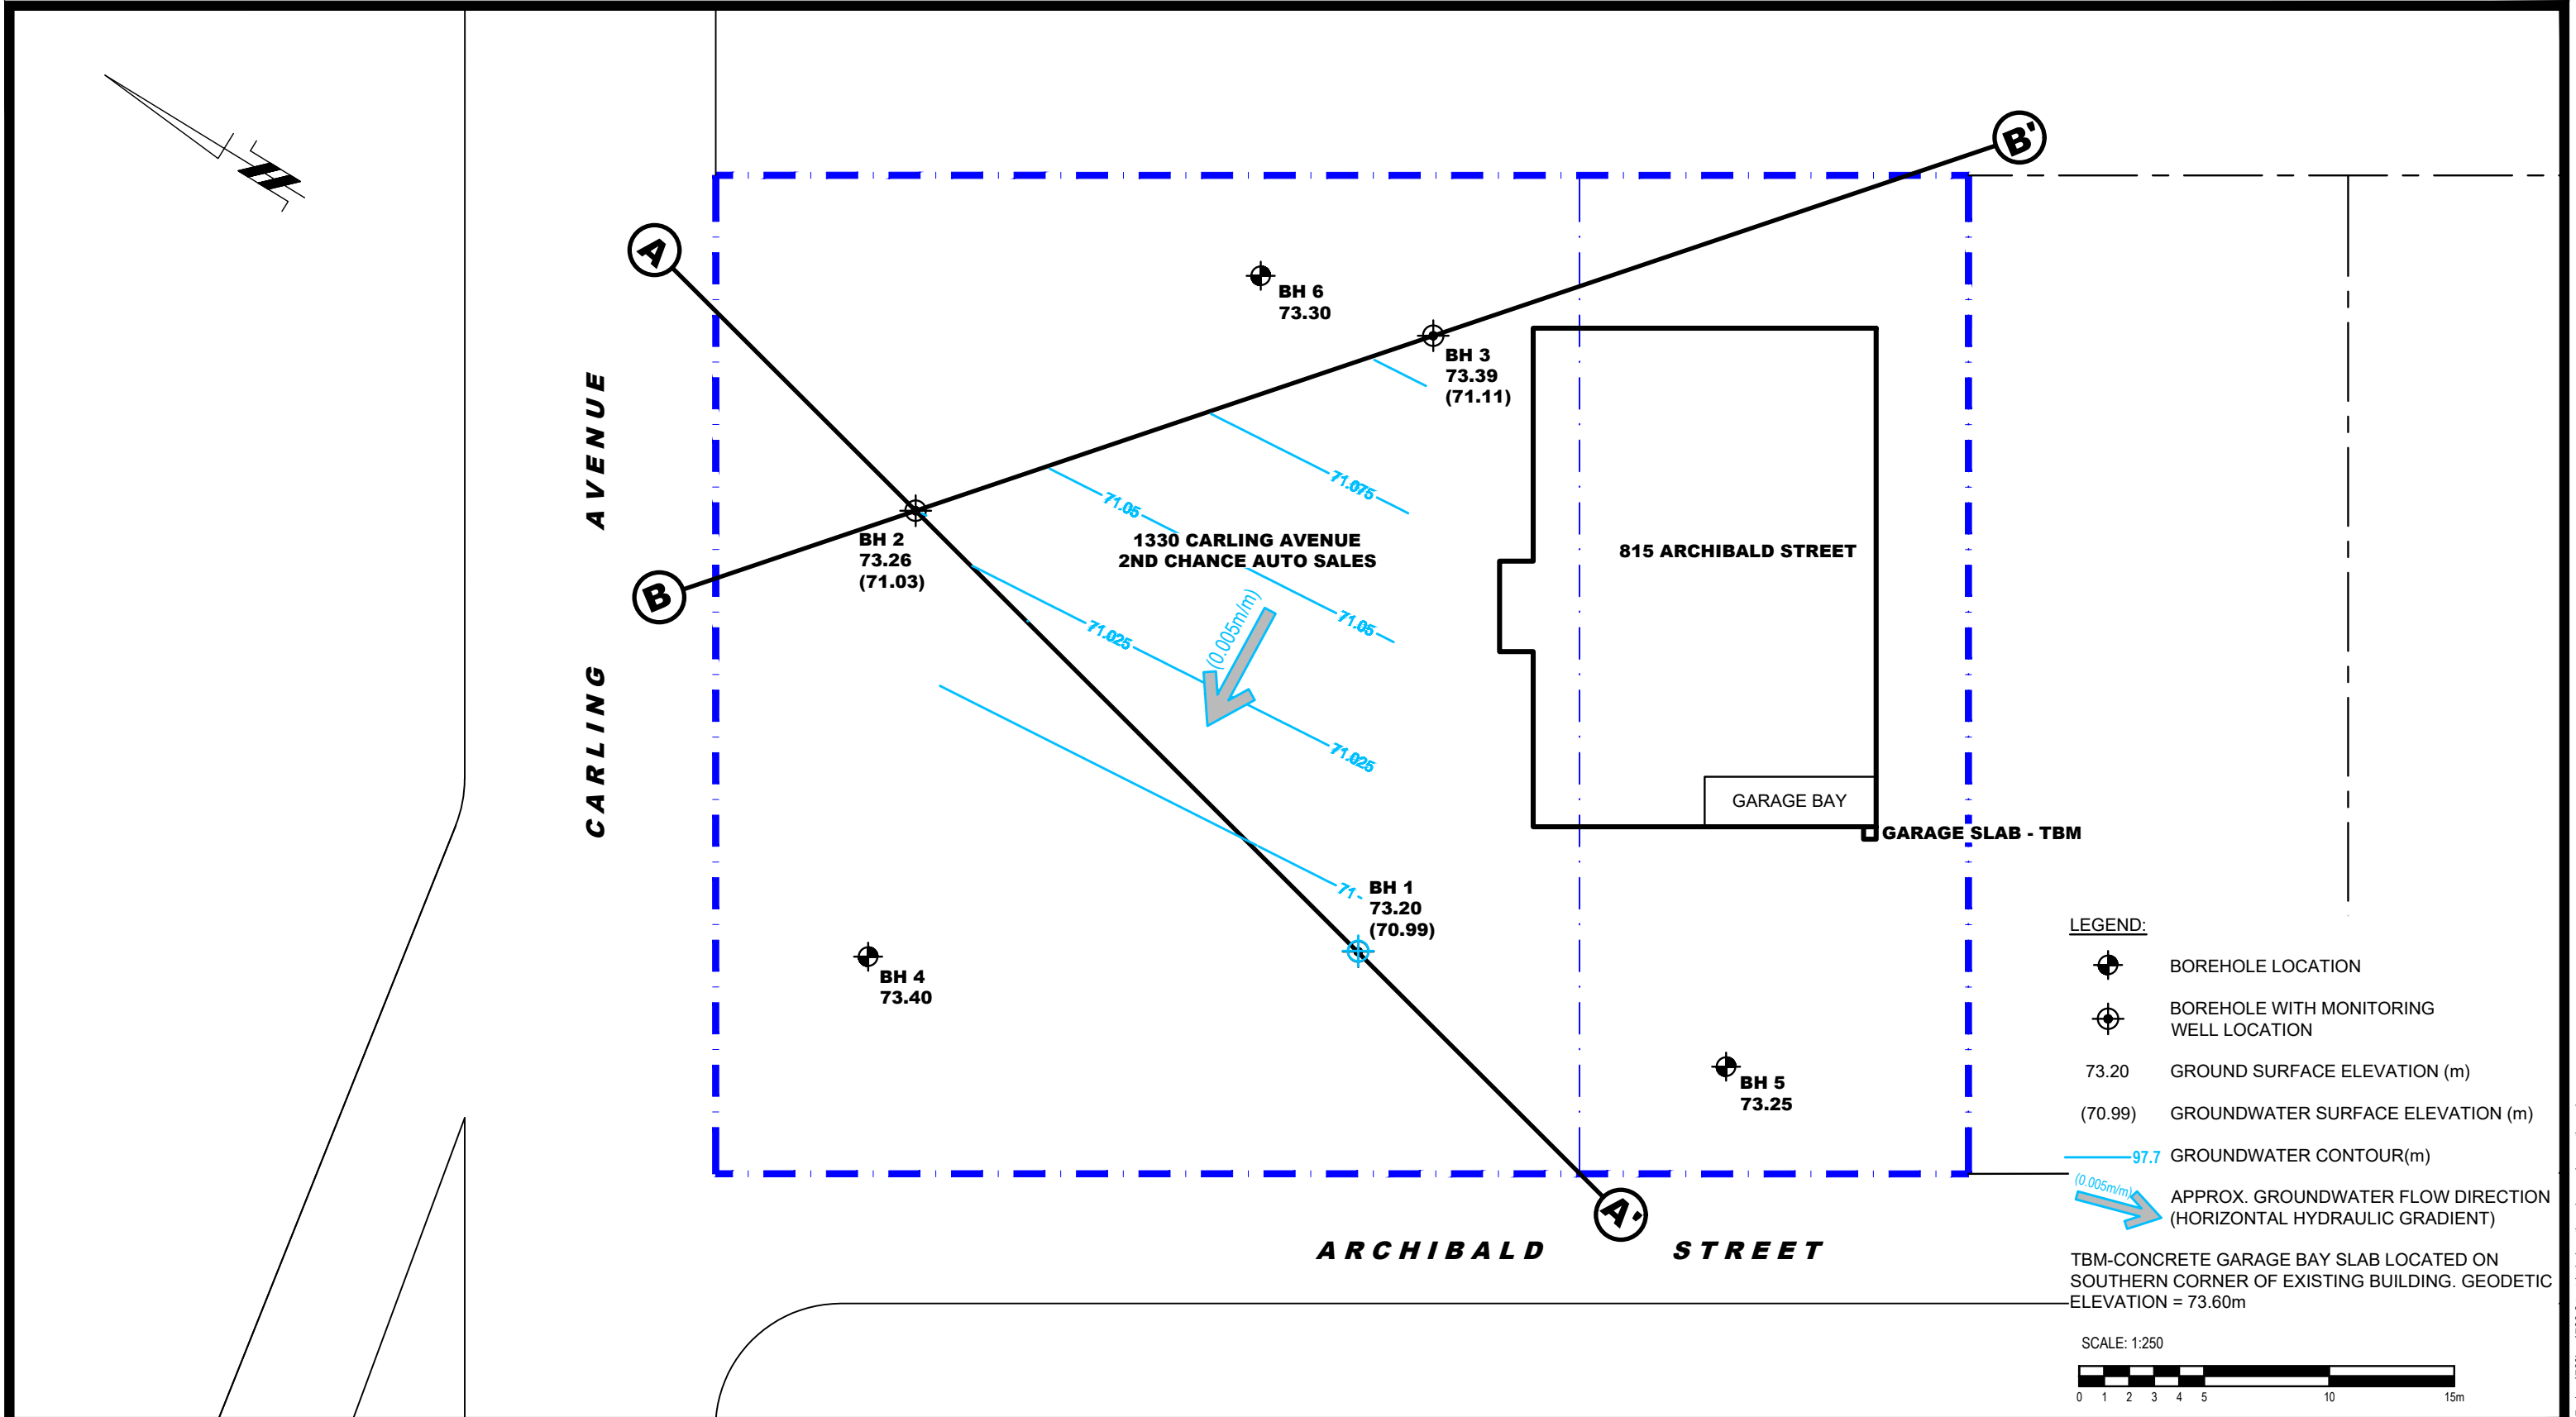 A
B'
BH 6
73.30
BH 3
73.39
(71.11)
71.075
71.05
BH 2
73.26
(71.03)
B
1330 CARLING AVENUE
2ND CHANCE AUTO SALES
815 ARCHIBALD STREET
(0.005m/m)
71.05
71.025
71.025
CARLING AVENUE
GARAGE BAY
GARAGE SLAB - TBM
71
BH 1
73.20
(70.99)
BH 4
73.40
BH 5
73.25
A'
ARCHIBALD STREET
LEGEND:
BOREHOLE LOCATION
BOREHOLE WITH MONITORING
WELL LOCATION
73.20 GROUND SURFACE ELEVATION (m)
(70.99) GROUNDWATER SURFACE ELEVATION (m)
97.7 GROUNDWATER CONTOUR(m)
(0.005m/m)
APPROX. GROUNDWATER FLOW DIRECTION
(HORIZONTAL HYDRAULIC GRADIENT)
TBM-CONCRETE GARAGE BAY SLAB LOCATED ON
SOUTHERN CORNER OF EXISTING BUILDING. GEODETIC
ELEVATION = 73.60m
SCALE: 1:250
0 1 2 3 4 5 10 15m